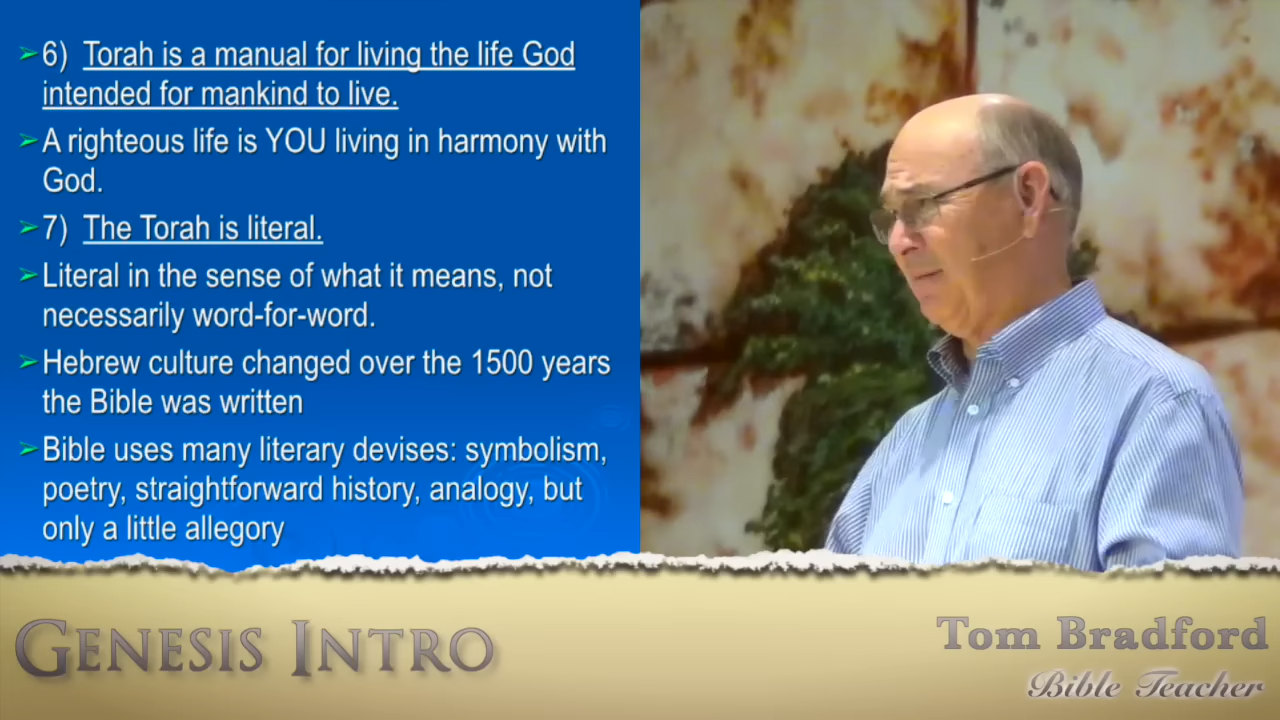 ➢ 6) Torah is a manual for living the life God
intended for mankind to live.
➢ A righteous life is YOU living in harmony with
God.
➢ 7) The Torah is literal.
➢ Literal in the sense of what it means, not
necessarily word-for-word.
➢ Hebrew culture changed over the 1500 years
the Bible was written
➢ Bible uses many literary devises: symbolism,
poetry, straightforward history, analogy, but
only a little allegory
Genesis Intro
Tom Bradford
Bible Teacher